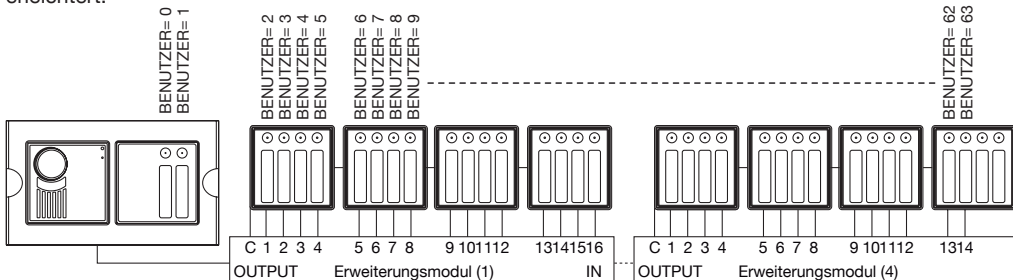 BENUTZER= 0
BENUTZER= 1
BENUTZER= 2
BENUTZER= 3
BENUTZER= 4
BENUTZER= 5
BENUTZER= 6
BENUTZER= 7
BENUTZER= 8
BENUTZER= 9
BENUTZER= 62
BENUTZER= 63
C 1 2 3 4 5 6 7 8 9 10 11 12 13 14 15 16 C 1 2 3 4 5 6 7 8 9 10 11 12 13 14
OUTPUT Erweiterungsmodul (1) IN OUTPUT Erweiterungsmodul (4)